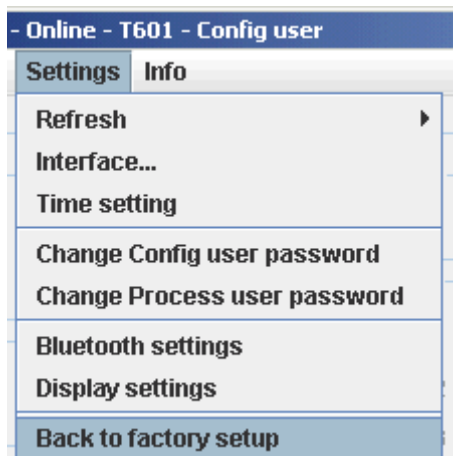 - Online - T601 - Config user
Settings Info
Refresh
Interface...
Time setting
Change Config user password
Change Process user password
Bluetooth settings
Display settings
Back to factory setup